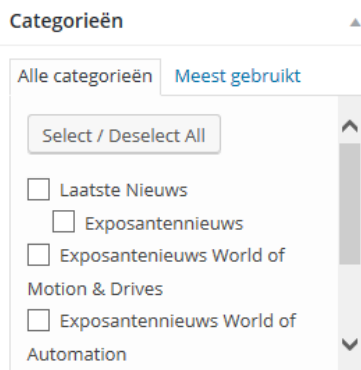 Categorieën
Alle categorieën
Meest gebruikt
Select / Deselect All
Laatste Nieuws
Exposantennieuws
Exposantenieuws World of
Motion & Drives
Exposantennieuws World of
Automation